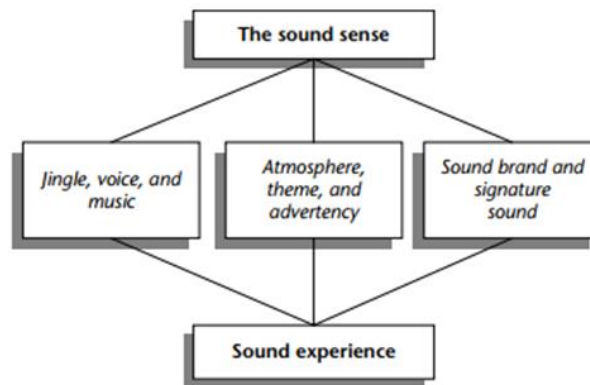 The sound sense
Jingle, voice, and
music
Atmosphere,
theme, and
advertency
Sound brand and
signature
sound
Sound experience